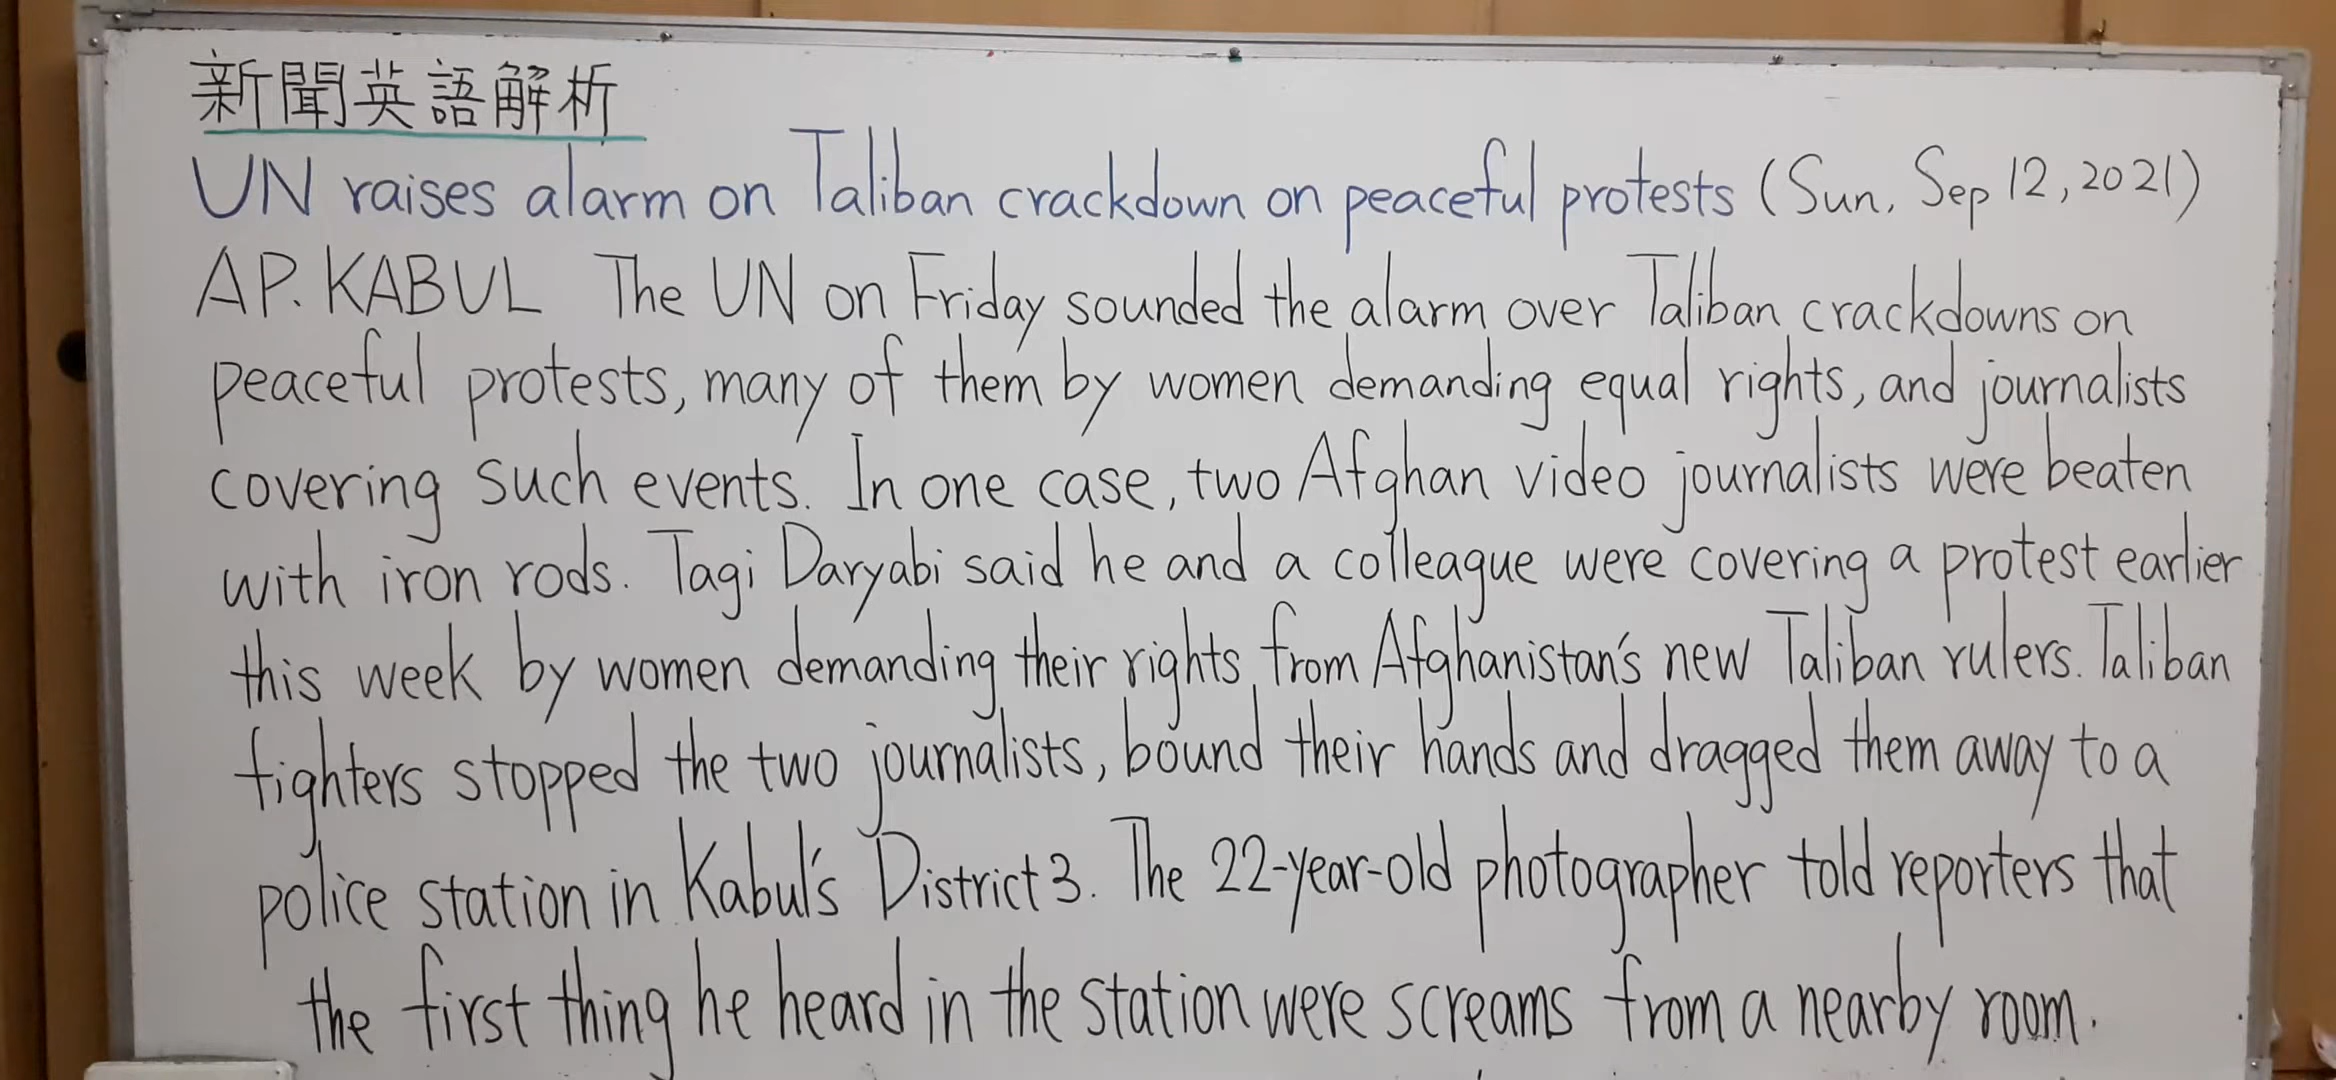 新聞英語解析
UN raises alarm on Taliban crackdown on peaceful protests (Sun, Sep 12, 2021)
AP. KABUL The UN on Friday sounded the alarm over Taliban crackdowns on
peaceful protests, many of them by women demanding equal rights, and journalists
covering such events. In one case, two Afghan video journalists were beaten
with iron rods. Tagi Daryabi said he and a colleague were covering a protest earlier
this week by women demanding their rights from Afghanistan's new Taliban rulers. Taliban
fighters stopped the two journalists, bound their hands and dragged them away to a
police station in Kabul's District 3. The 22-year-old photographer told reporters that
the first thing he heard in the station were screams from a nearby room.